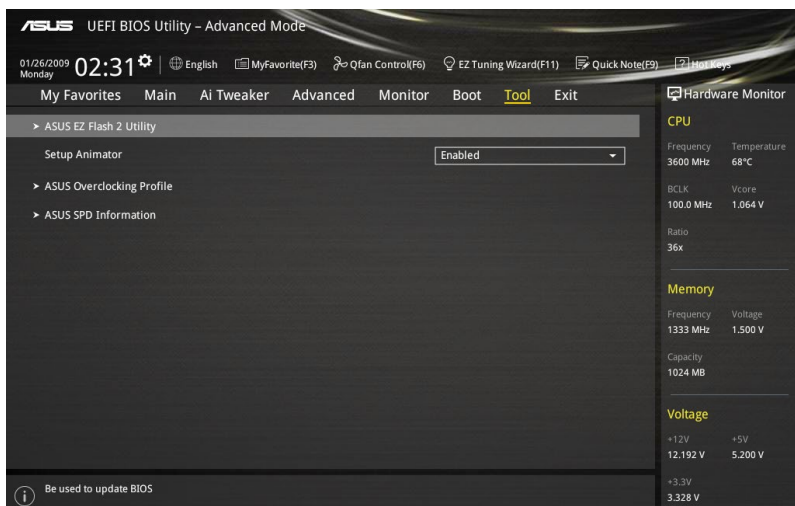 ASUS UEFI BIOS Utility – Advanced Mode
01/26/2009
Monday
02:31
English
MyFavorite(F3)
Qfan Control(F6)
EZ Tuning Wizard(F11)
Quick Note(F9)
? Hot Keys
My Favorites Main Ai Tweaker Advanced Monitor Boot Tool Exit
Hardware Monitor
> ASUS EZ Flash 2 Utility
Setup Animator Enabled
> ASUS Overclocking Profile
> ASUS SPD Information
CPU
Frequency Temperature
3600 MHz 68°C
BCLK Vcore
100.0 MHz 1.064 V
Ratio
36x
Memory
Frequency Voltage
1333 MHz 1.500 V
Capacity
1024 MB
Voltage
+12V +5V
12.192 V 5.200 V
+3.3V
3.328 V
i Be used to update BIOS